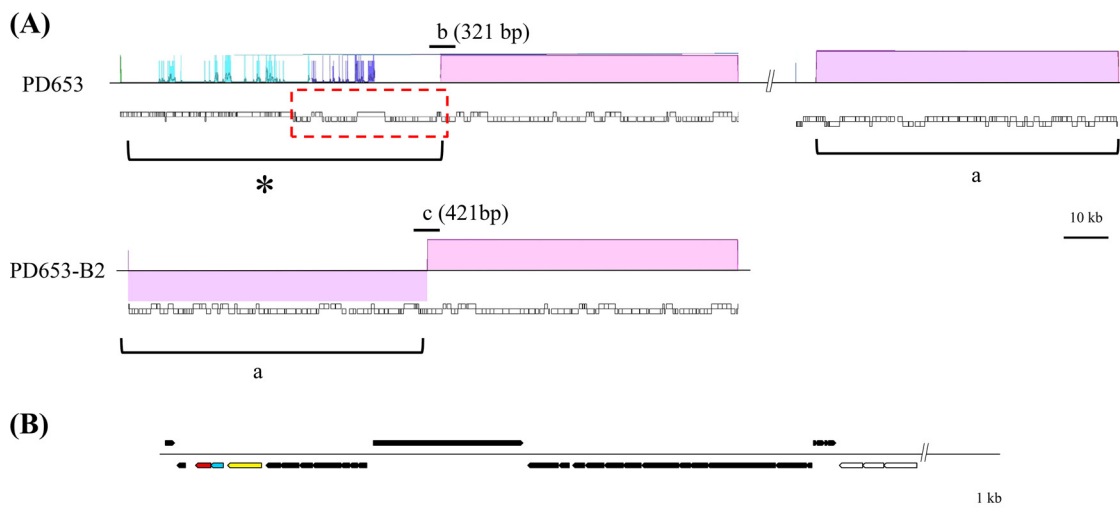 (A)
b (321 bp)
PD653
*
a
10 kb
c (421bp)
PD653-B2
a
(B)
1 kb